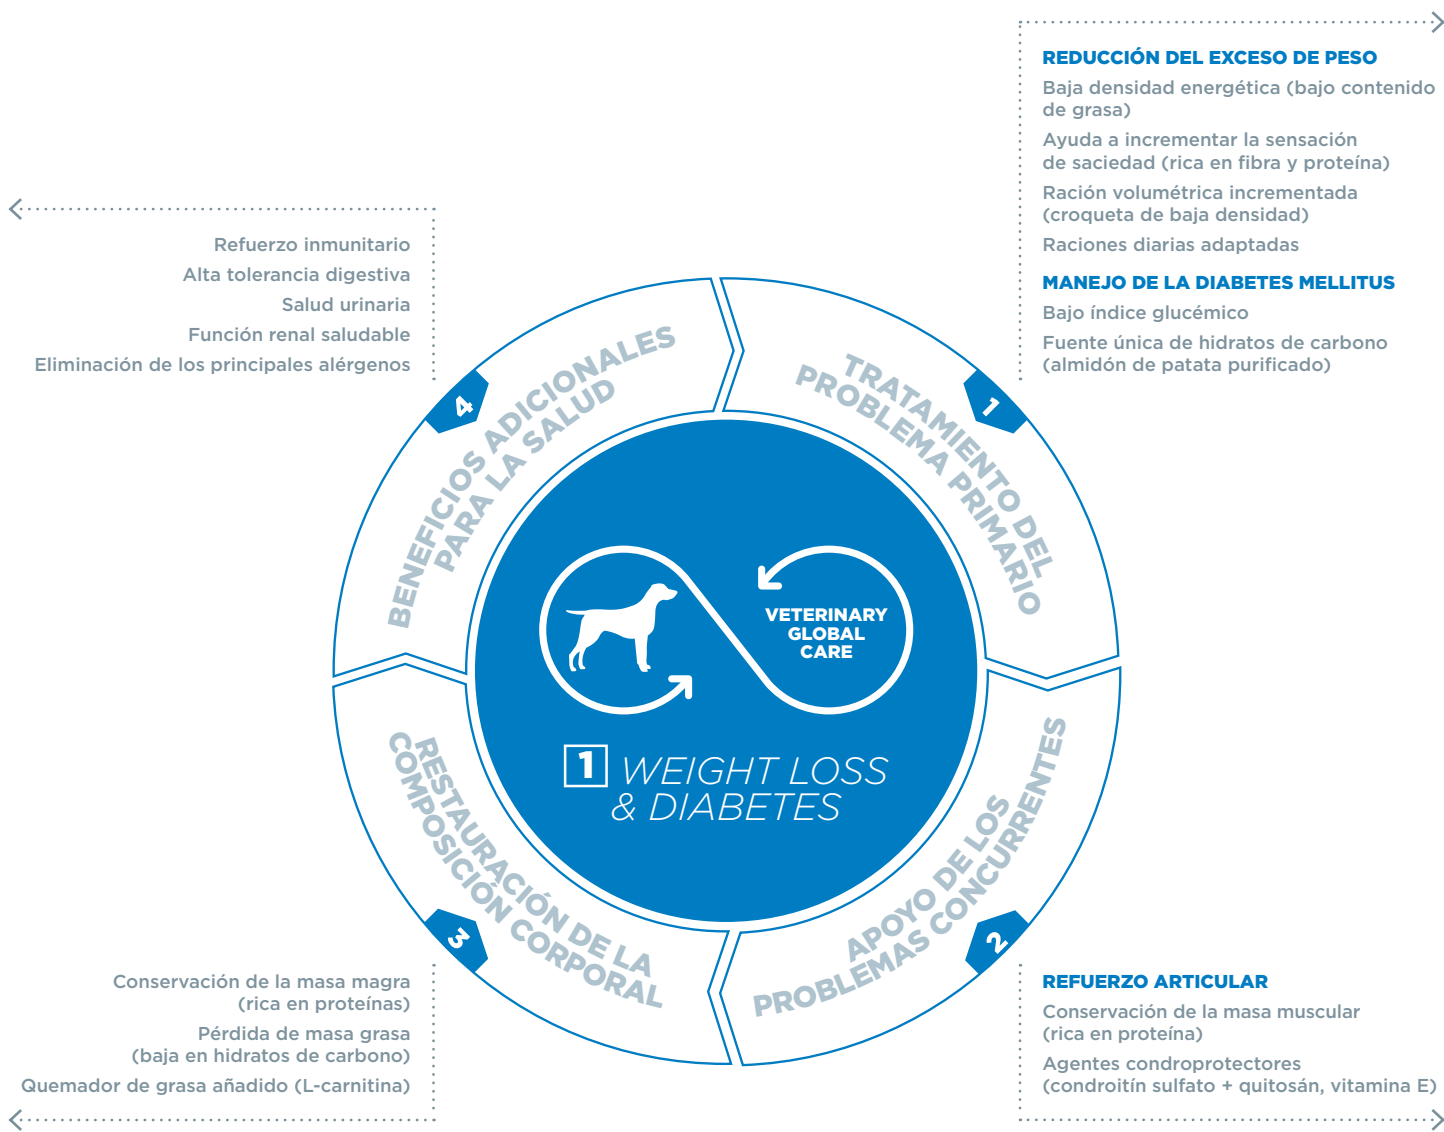 REDUCCIÓN DEL EXCESO DE PESO
Baja densidad energética (bajo contenido
de grasa)
Ayuda a incrementar la sensación
de saciedad (rica en fibra y proteína)
Ración volumétrica incrementada
(croqueta de baja densidad)
Raciones diarias adaptadas
MANEJO DE LA DIABETES MELLITUS
Bajo índice glucémico
Fuente única de hidratos de carbono
(almidón de patata purificado)
1
TRATAMIENTO DEL
PROBLEMA PRIMARIO
2
APOYO DE LOS
PROBLEMAS CONCURRENTES
REFUERZO ARTICULAR
Conservación de la masa muscular
(rica en proteína)
Agentes condroprotectores
(condroitín sulfato + quitosán, vitamina E)
3
RESTAURACIÓN DE LA
COMPOSICIÓN CORPORAL
Conservación de la masa magra
(rica en proteínas)
Pérdida de masa grasa
(baja en hidratos de carbono)
Quemador de grasa añadido (L-carnitina)
4
BENEFICIOS ADICIONALES
PARA LA SALUD
Refuerzo inmunitario
Alta tolerancia digestiva
Salud urinaria
Función renal saludable
Eliminación de los principales alérgenos
VETERINARY
GLOBAL
CARE
1 WEIGHT LOSS
& DIABETES